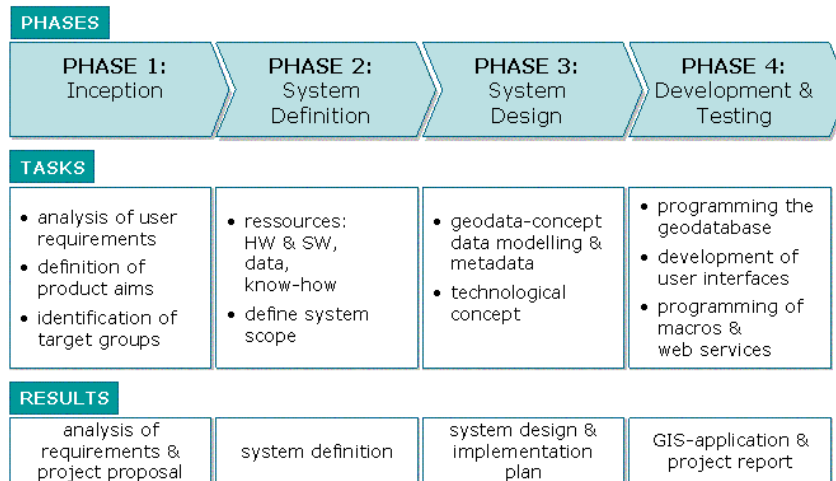 PHASES
PHASE 1:
Inception
PHASE 2:
System
Definition
PHASE 3:
System
Design
PHASE 4:
Development &
Testing
TASKS
• analysis of user
requirements
• definition of
product aims
• identification of
target groups
• ressources:
HW & SW,
data,
know-how
• define system
scope
• geodata-concept
data modelling &
metadata
• technological
concept
• programming the
geodatabase
• development of
user interfaces
• programming of
macros &
web services
RESULTS
analysis of
requirements &
project proposal
system definition
system design &
implementation
plan
GIS-application &
project report